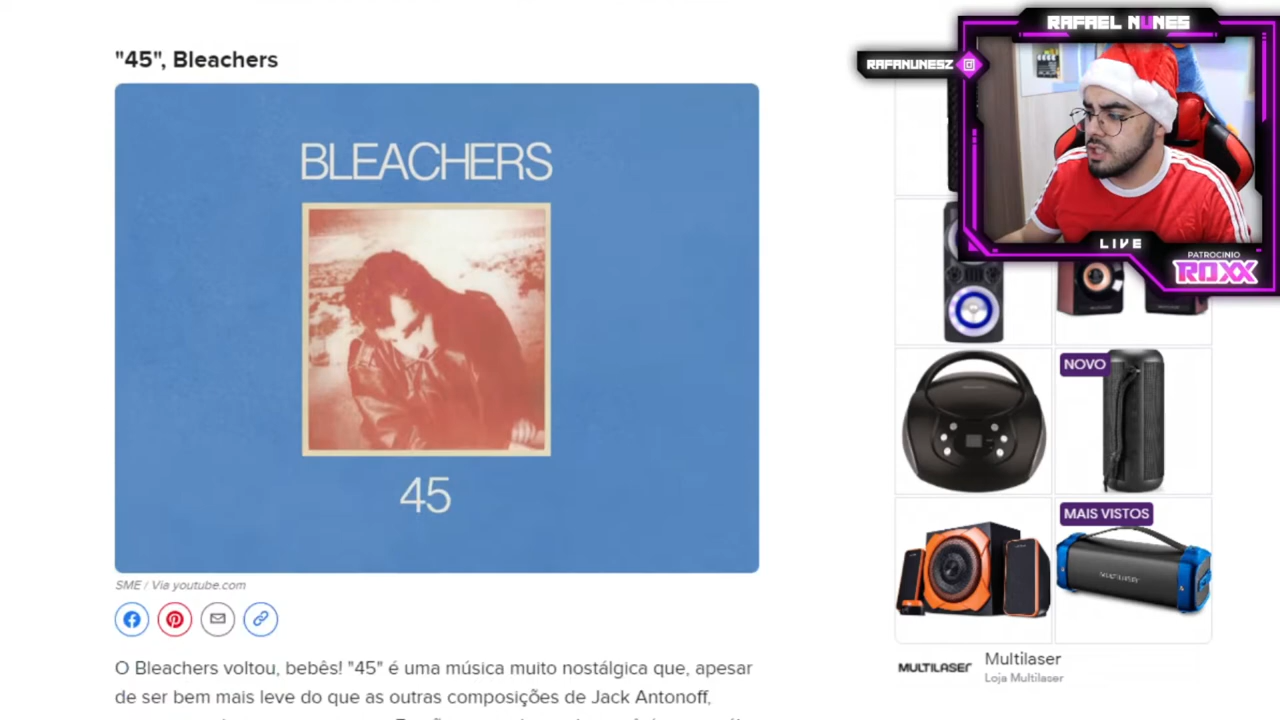 "45", Bleachers
BLEACHERS
45
SME / Via youtube.com
O Bleachers voltou, bebês! "45" é uma música muito nostálgica que, apesar
de ser bem mais leve do que as outras composições de Jack Antonoff,
RAFAEL NUNES
RAFANUNESZ
LIVE
PATROCINIO
ROXX
NOVO
MAIS VISTOS
MULTILASER
MULTILASER
Multilaser
Loja Multilaser